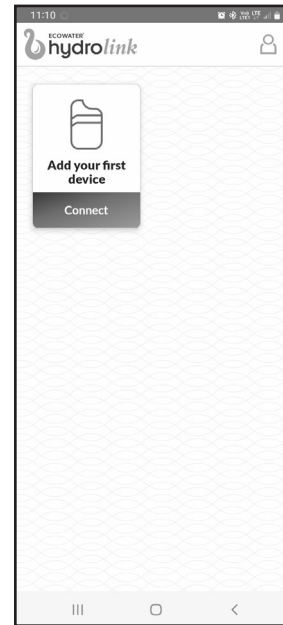 11:10
ECOWATER
hydrolink
Add your first
device
Connect